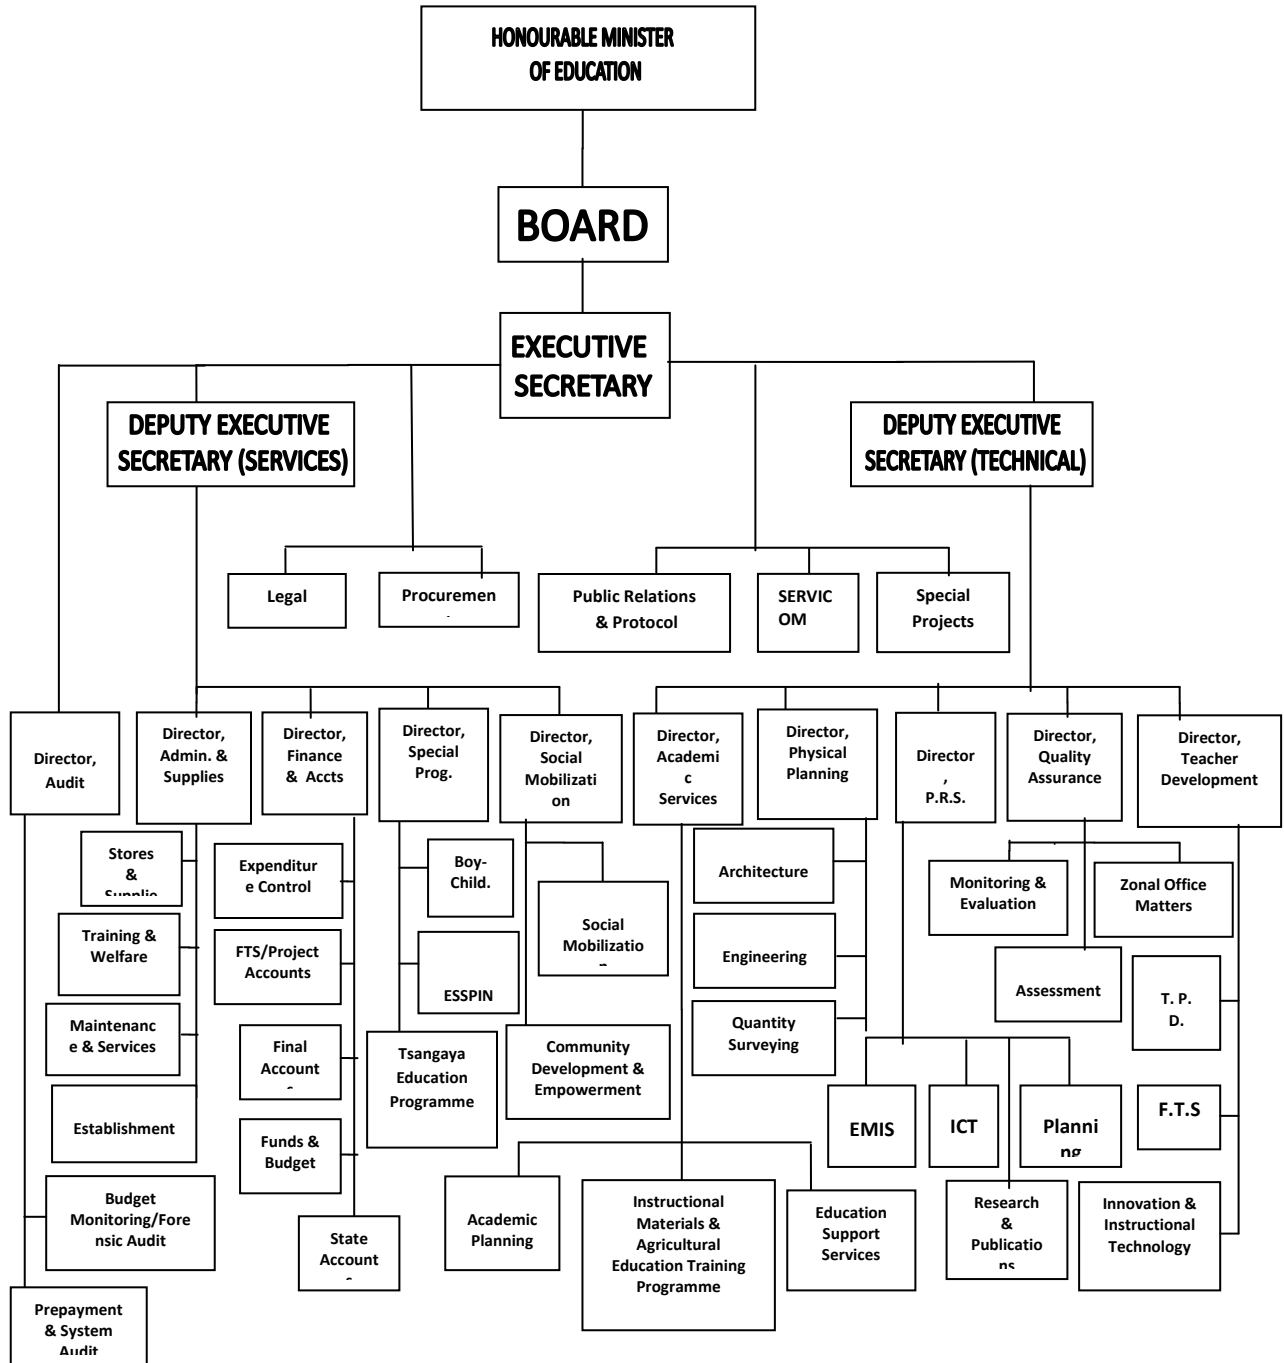 HONOURABLE MINISTER
OF EDUCATION
BOARD
EXECUTIVE
SECRETARY
DEPUTY EXECUTIVE
SECRETARY (SERVICES)
DEPUTY EXECUTIVE
SECRETARY (TECHNICAL)
Legal
Procuremen
Public Relations
& Protocol
SERVIC
OM
Special
Projects
Director,
Audit
Director,
Admin. &
Supplies
Director,
Finance
& Accts
Director,
Special
Prog.
Director,
Social
Mobilizati
on
Director,
Academi
c
Services
Director,
Physical
Planning
Director
,
P.R.S.
Director,
Quality
Assurance
Director,
Teacher
Development
Stores
&
Supplie
Training &
Welfare
Maintenanc
e & Services
Establishment
Budget
Monitoring/Fore
nsic Audit
Prepayment
& System
Audit
Expenditur
e Control
FTS/Project
Accounts
Final
Account
Funds &
Budget
State
Account
Boy-
Child.
ESSPIN
Tsangaya
Education
Programme
Social
Mobilizatio
Community
Development &
Empowerment
Academic
Planning
Instructional
Materials &
Agricultural
Education Training
Programme
Education
Support
Services
Architecture
Engineering
Quantity
Surveying
EMIS
ICT
Planni
ng
Research
&
Publicatio
ns
Monitoring &
Evaluation
Zonal Office
Matters
Assessment
T. P.
D.
F.T.S
Innovation &
Instructional
Technology